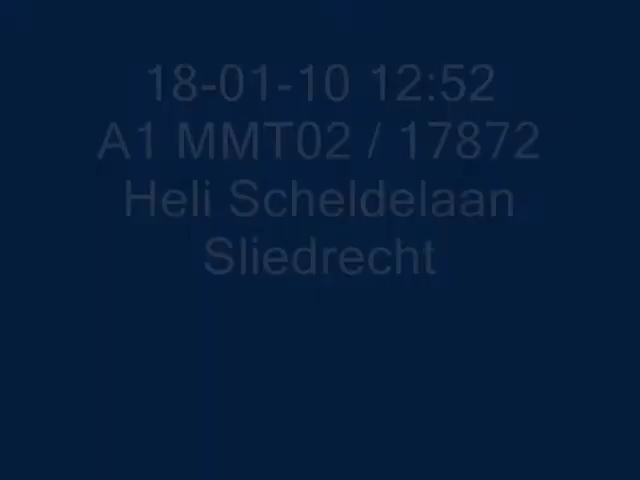 18-01-10 12:52
A1 MMT02 / 17872
Heli Scheldelaan
Sliedrecht